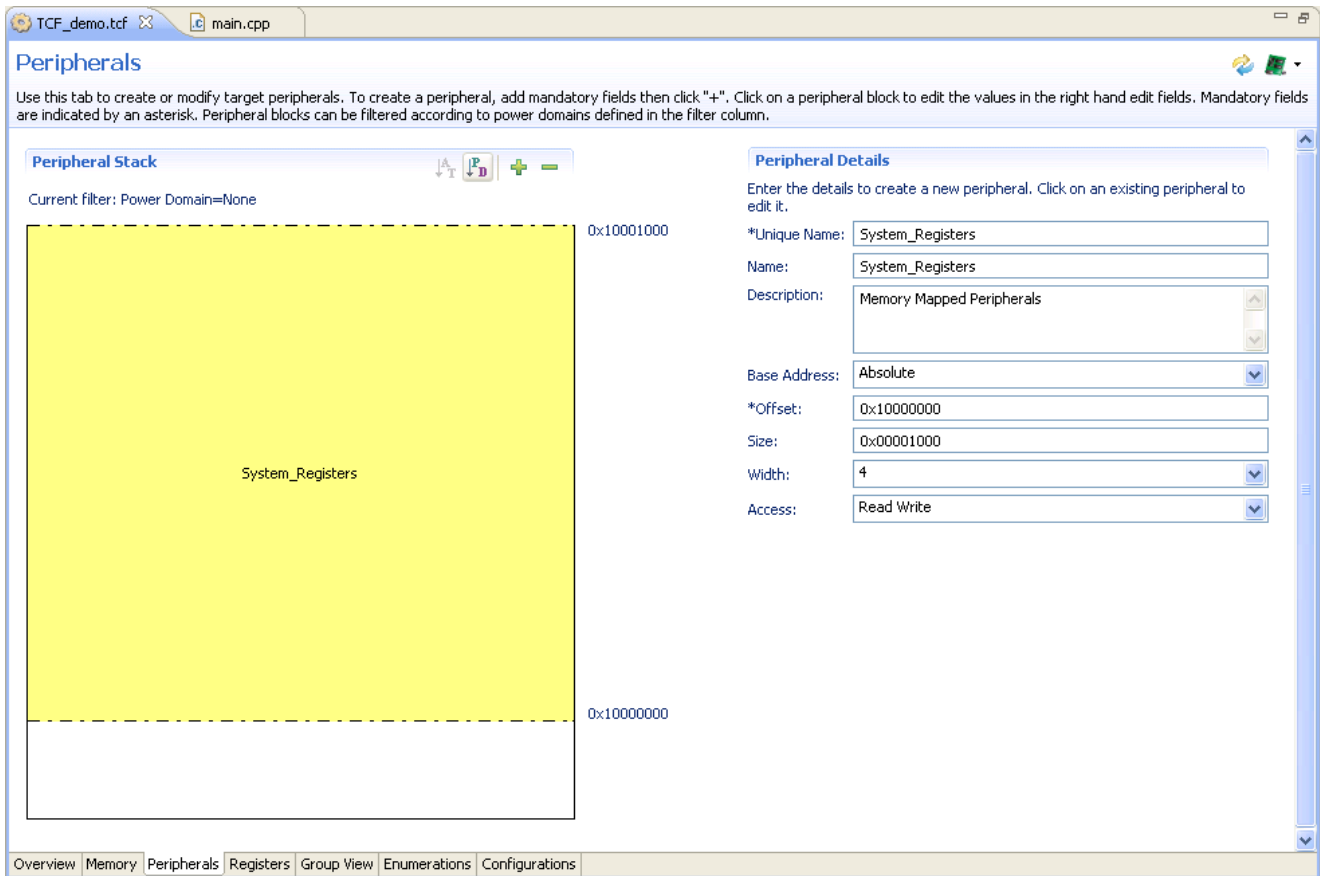 TCF_demo.tcf
main.cpp
Peripherals
Use this tab to create or modify target peripherals. To create a peripheral, add mandatory fields then click "+". Click on a peripheral block to edit the values in the right hand edit fields. Mandatory fields
are indicated by an asterisk. Peripheral blocks can be filtered according to power domains defined in the filter column.
Peripheral Stack
Current filter: Power Domain=None
0x10001000
System_Registers
0x10000000
Peripheral Details
Enter the details to create a new peripheral. Click on an existing peripheral to
edit it.
*Unique Name: System_Registers
Name: System_Registers
Description: Memory Mapped Peripherals
Base Address: Absolute
*Offset: 0x10000000
Size: 0x00001000
Width: 4
Access: Read Write
Overview Memory Peripherals Registers Group View Enumerations Configurations